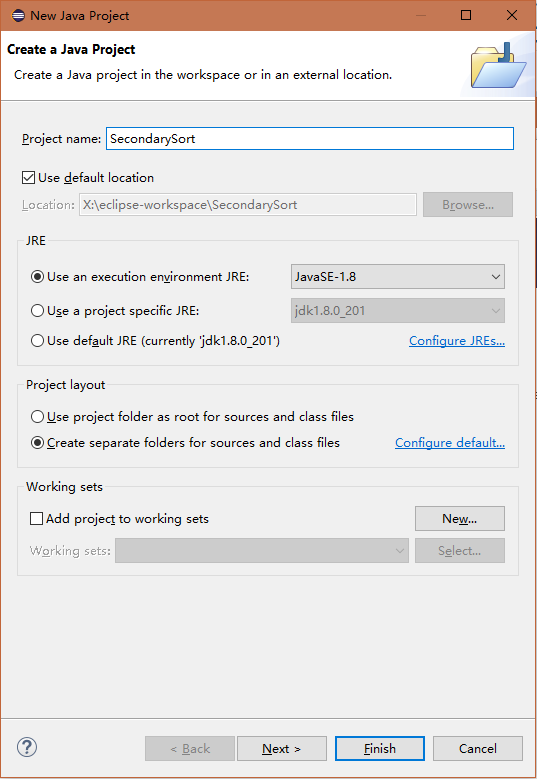 New Java Project
Create a Java Project
Create a Java project in the workspace or in an external location.
Project name: SecondarySort
Use default location
Location: X:\eclipse-workspace\SecondarySort Browse...
JRE
Use an execution environment JRE: JavaSE-1.8
Use a project specific JRE: jdk1.8.0_201
Use default JRE (currently 'jdk1.8.0_201') Configure JREs...
Project layout
Use project folder as root for sources and class files
Create separate folders for sources and class files Configure default...
Working sets
Add project to working sets New...
Working sets: Select...
? < Back Next > Finish Cancel